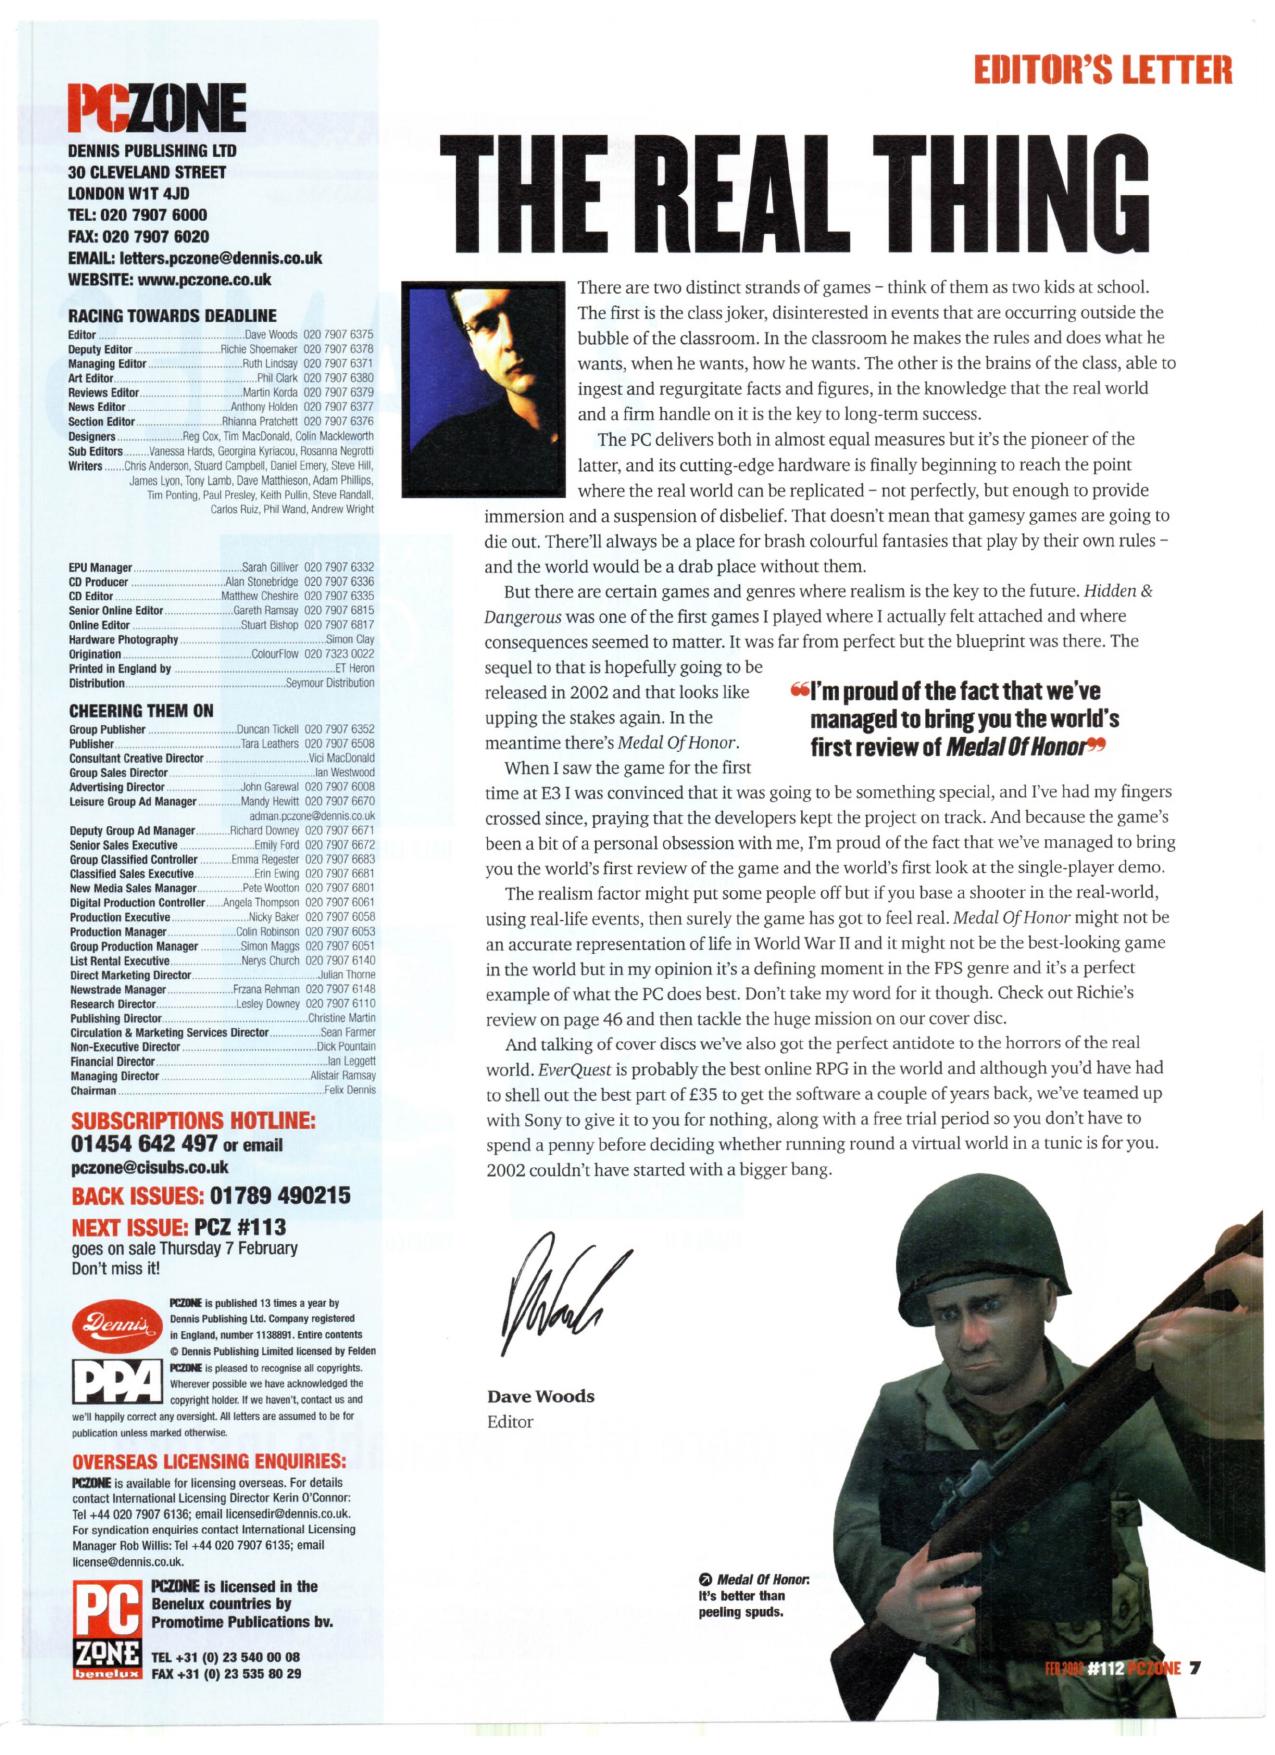 EDITOR'S LETTER
PCZONE
DENNIS PUBLISHING LTD
30 CLEVELAND STREET
LONDON W1T 4JD
TEL: 020 7907 6000
FAX: 020 7907 6020
EMAIL: letters.pczone@dennis.co.uk
WEBSITE: www.pczone.co.uk
RACING TOWARDS DEADLINE
Editor Dave Woods 020 7907 6375
Deputy Editor Richie Shoemaker 020 7907 6378
Managing Editor Ruth Lindsay 020 7907 6371
Art Editor Phil Clark 020 7907 6380
Reviews Editor Martin Korda 020 7907 6379
News Editor Anthony Holden 020 7907 6377
Section Editor Rhianna Pratchett 020 7907 6376
Designers Reg Cox, Tim MacDonald, Colin Mackleworth
Sub Editors Vanessa Hards, Georgina Kyriacou, Rosanna Negrotti
Writers Chris Anderson, Stuard Campbell, Daniel Emery, Steve Hill,
James Lyon, Tony Lamb, Dave Matthieson, Adam Phillips,
Tim Ponting, Paul Presley, Keith Pullin, Steve Randall,
Carlos Ruiz, Phil Wand, Andrew Wright
EPU Manager Sarah Gilliver 020 7907 6332
CD Producer Alan Stonebridge 020 7907 6336
CD Editor Matthew Cheshire 020 7907 6335
Senior Online Editor Gareth Ramsay 020 7907 6815
Online Editor Stuart Bishop 020 7907 6817
Hardware Photography Simon Clay
Origination ColourFlow 020 7323 0022
Printed in England by ET Heron
Distribution Seymour Distribution
CHEERING THEM ON
Group Publisher Duncan Tickell 020 7907 6352
Publisher Tara Leathers 020 7907 6508
Consultant Creative Director Vici MacDonald
Group Sales Director Ian Westwood
Advertising Director John Garewal 020 7907 6008
Leisure Group Ad Manager Mandy Hewitt 020 7907 6670
adman.pczone@dennis.co.uk
Deputy Group Ad Manager Richard Downey 020 7907 6671
Senior Sales Executive Emily Ford 020 7907 6672
Group Classified Controller Emma Regester 020 7907 6683
Classified Sales Executive Erin Ewing 020 7907 6681
New Media Sales Manager Pete Wootton 020 7907 6801
Digital Production Controller Angela Thompson 020 7907 6061
Production Executive Nicky Baker 020 7907 6058
Production Manager Colin Robinson 020 7907 6053
Group Production Manager Simon Maggs 020 7907 6051
List Rental Executive Nerys Church 020 7907 6140
Direct Marketing Director Julian Thorne
Newstrade Manager Frzana Rehman 020 7907 6148
Research Director Lesley Downey 020 7907 6110
Publishing Director Christine Martin
Circulation & Marketing Services Director Sean Farmer
Non-Executive Director Dick Pountain
Financial Director Ian Leggett
Managing Director Alistair Ramsay
Chairman Felix Dennis
SUBSCRIPTIONS HOTLINE:
01454 642 497 or email
pczone@cisubs.co.uk
BACK ISSUES: 01789 490215
NEXT ISSUE: PCZ #113
goes on sale Thursday 7 February
Don't miss it!
Dennis
PCZONE is published 13 times a year by
Dennis Publishing Ltd. Company registered
in England, number 1138891. Entire contents
© Dennis Publishing Limited licensed by Felden
PPA
PCZONE is pleased to recognise all copyrights.
Wherever possible we have acknowledged the
copyright holder. If we haven't, contact us and
we'll happily correct any oversight. All letters are assumed to be for
publication unless marked otherwise.
OVERSEAS LICENSING ENQUIRIES:
PCZONE is available for licensing overseas. For details
contact International Licensing Director Kerin O'Connor:
Tel +44 020 7907 6136; email licensedir@dennis.co.uk.
For syndication enquiries contact International Licensing
Manager Rob Willis: Tel +44 020 7907 6135; email
license@dennis.co.uk.
PC
ZONE
benelux
PCZONE is licensed in the
Benelux countries by
Promotime Publications bv.
TEL +31 (0) 23 540 00 08
FAX +31 (0) 23 535 80 29
THE REAL THING
There are two distinct strands of games – think of them as two kids at school.
The first is the class joker, disinterested in events that are occurring outside the
bubble of the classroom. In the classroom he makes the rules and does what he
wants, when he wants, how he wants. The other is the brains of the class, able to
ingest and regurgitate facts and figures, in the knowledge that the real world
and a firm handle on it is the key to long-term success.
The PC delivers both in almost equal measures but it's the pioneer of the
latter, and its cutting-edge hardware is finally beginning to reach the point
where the real world can be replicated – not perfectly, but enough to provide
immersion and a suspension of disbelief. That doesn't mean that gamesy games are going to
die out. There'll always be a place for brash colourful fantasies that play by their own rules –
and the world would be a drab place without them.
But there are certain games and genres where realism is the key to the future. Hidden &
Dangerous was one of the first games I played where I actually felt attached and where
consequences seemed to matter. It was far from perfect but the blueprint was there. The
sequel to that is hopefully going to be
released in 2002 and that looks like
upping the stakes again. In the
meantime there's Medal Of Honor.
When I saw the game for the first
time at E3 I was convinced that it was going to be something special, and I've had my fingers
crossed since, praying that the developers kept the project on track. And because the game's
been a bit of a personal obsession with me, I'm proud of the fact that we've managed to bring
you the world's first review of the game and the world's first look at the single-player demo.
The realism factor might put some people off but if you base a shooter in the real-world,
using real-life events, then surely the game has got to feel real. Medal Of Honor might not be
an accurate representation of life in World War II and it might not be the best-looking game
in the world but in my opinion it's a defining moment in the FPS genre and it's a perfect
example of what the PC does best. Don't take my word for it though. Check out Richie's
review on page 46 and then tackle the huge mission on our cover disc.
And talking of cover discs we've also got the perfect antidote to the horrors of the real
world. EverQuest is probably the best online RPG in the world and although you'd have had
to shell out the best part of £35 to get the software a couple of years back, we've teamed up
with Sony to give it to you for nothing, along with a free trial period so you don't have to
spend a penny before deciding whether running round a virtual world in a tunic is for you.
2002 couldn't have started with a bigger bang.
“I'm proud of the fact that we've
managed to bring you the world's
first review of Medal Of Honor”
DWoods
Dave Woods
Editor
Medal Of Honor:
It's better than
peeling spuds.
FEB 2002 #112 PCZONE 7